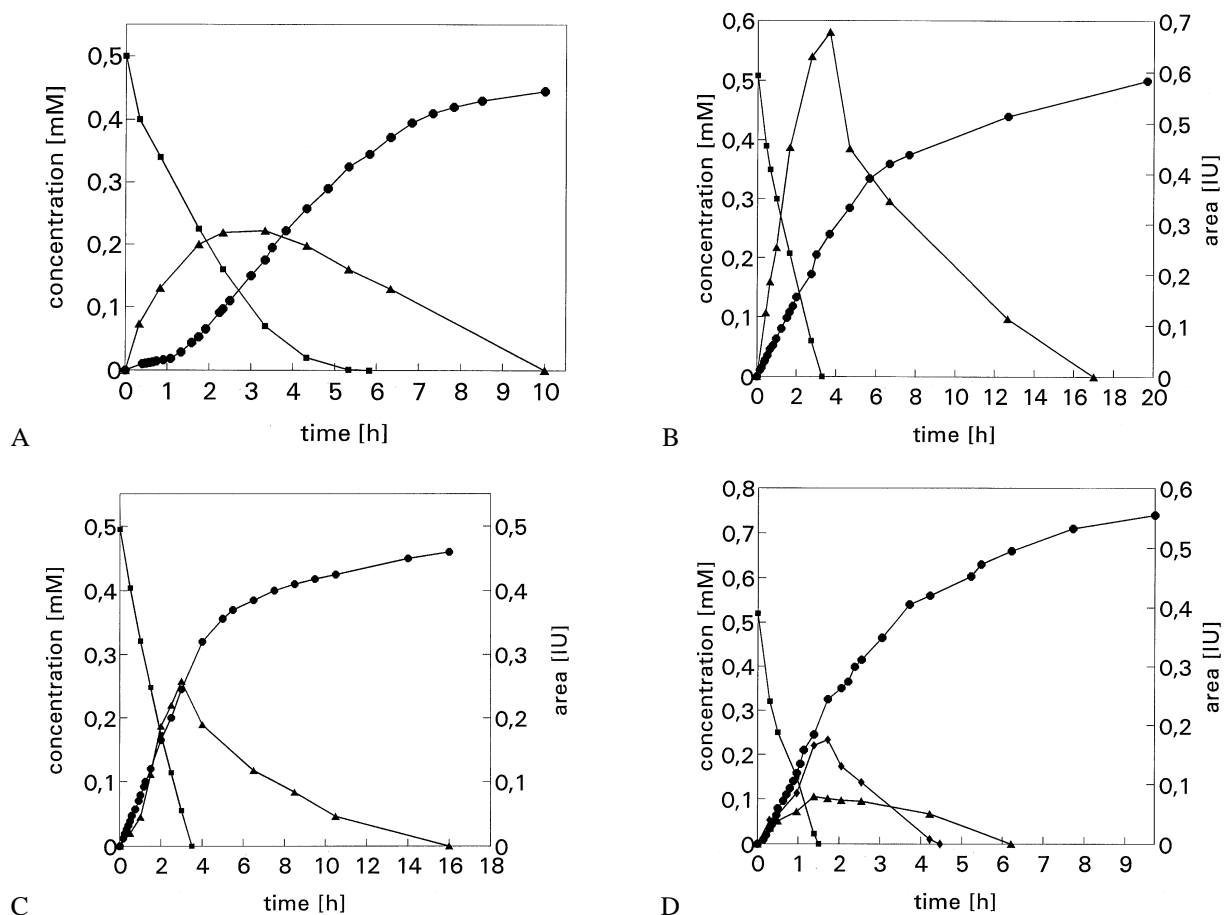 0,5
0,4
0,3
0,2
0,1
0
concentration [mM]
0 1 2 3 4 5 6 7 8 9 10
time [h]
A
0,6
0,5
0,4
0,3
0,2
0,1
0
concentration [mM]
0,7
0,6
0,5
0,4
0,3
0,2
0,1
0
area [IU]
0 2 4 6 8 10 12 14 16 18 20
time [h]
B
0,5
0,4
0,3
0,2
0,1
0
concentration [mM]
0,5
0,4
0,3
0,2
0,1
0
area [IU]
0 2 4 6 8 10 12 14 16 18
time [h]
C
0,8
0,7
0,6
0,5
0,4
0,3
0,2
0,1
0
concentration [mM]
0,6
0,5
0,4
0,3
0,2
0,1
0
area [IU]
0 1 2 3 4 5 6 7 8 9
time [h]
D